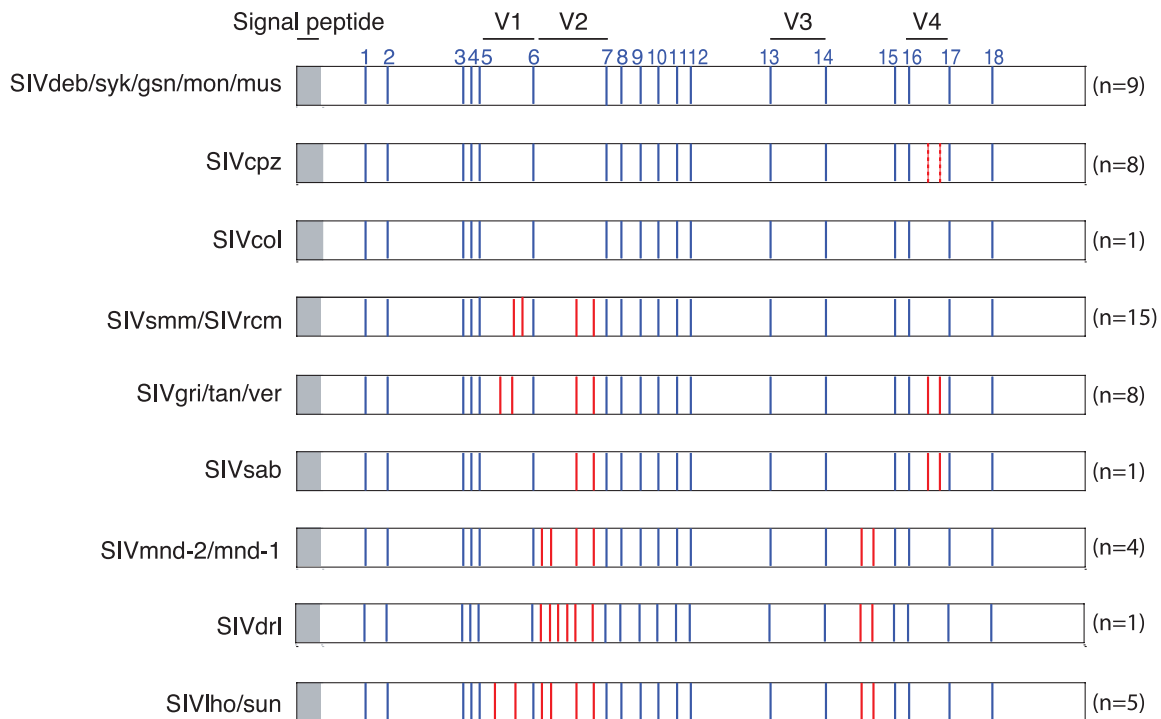 Signal peptide V1 V2 V3 V4
1 2 3 4 5 6 7 8 9 10 11 12 13 14 15 16 17 18
SIVdeb/syk/gsn/mon/mus (n=9)
SIVcpz (n=8)
SIVcol (n=1)
SIVsmm/SIVrcm (n=15)
SIVgri/tan/ver (n=8)
SIVsab (n=1)
SIVmnd-2/mnd-1 (n=4)
SIVdrl (n=1)
SIVlho/sun (n=5)